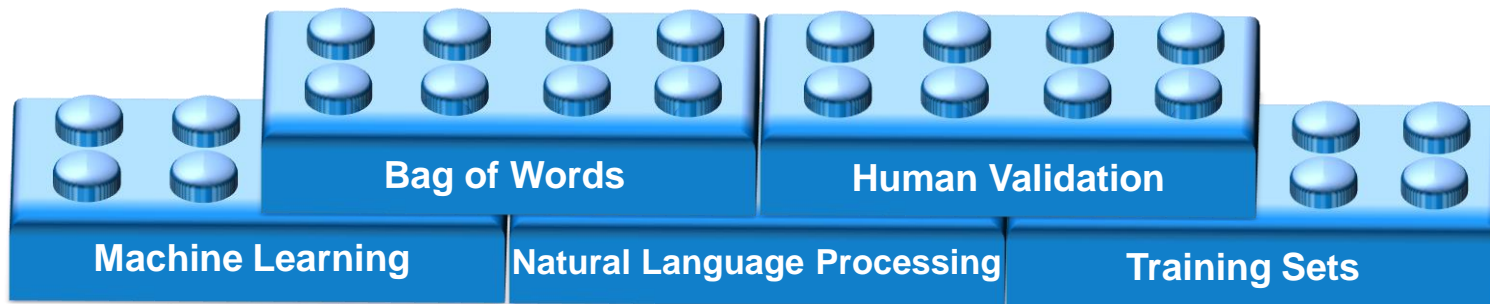 Bag of Words
Human Validation
Machine Learning
Natural Language Processing
Training Sets